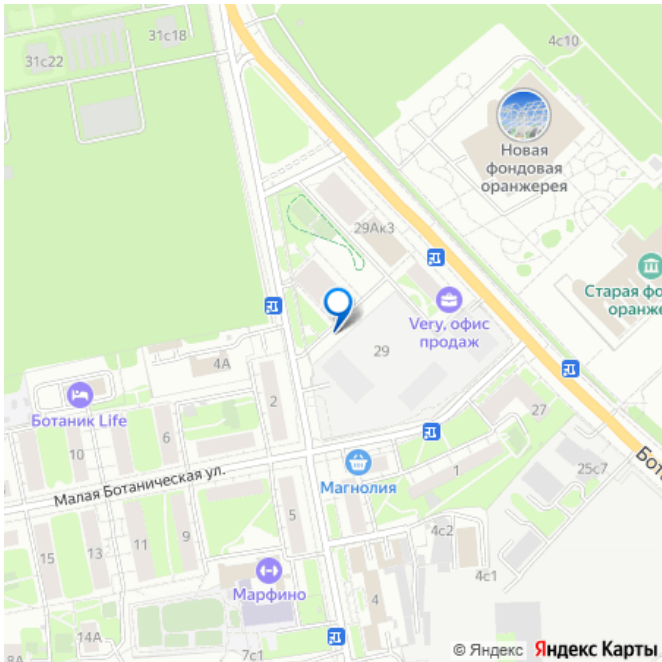 31с18
31с22
4с10
Новая
фондовая
оранжерея
29Ак3
Старая фо
оранже
Very, офис
продаж
29
4А
2
Ботаник Life
6
10
27
1
25с7
Бота
Малая Ботаническая ул.
Магнолия
5
9
11
13
15
4с2
4с1
Марфино
4
14А
7с1
8А
© Яндекс Яндекс Карты